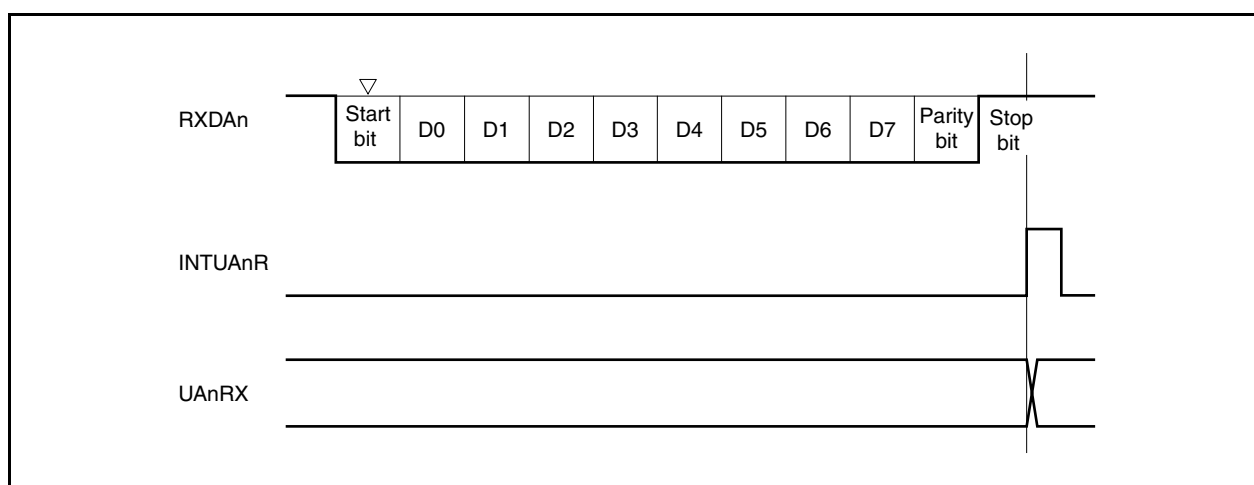 RXDAn
Start
bit
D0
D1
D2
D3
D4
D5
D6
D7
Parity
bit
Stop
bit
INTUAnR
UAnRX